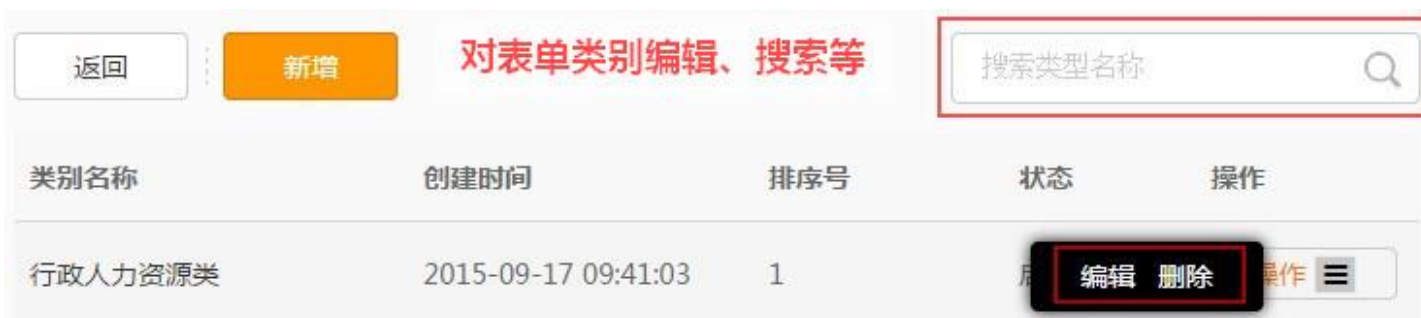 返回
新增
对表单类别编辑、搜索等
搜索类型名称
类别名称 创建时间 排序号 状态 操作
行政人力资源类 2015-09-17 09:41:03 1 编辑 删除 操作